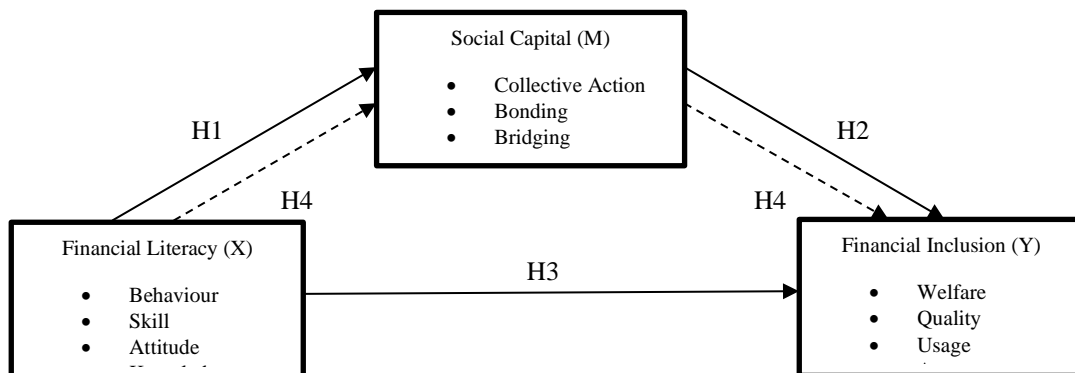 Social Capital (M)
• Collective Action
• Bonding
• Bridging
H1
H2
H4
H4
Financial Literacy (X)
• Behaviour
• Skill
• Attitude
H3
Financial Inclusion (Y)
• Welfare
• Quality
• Usage